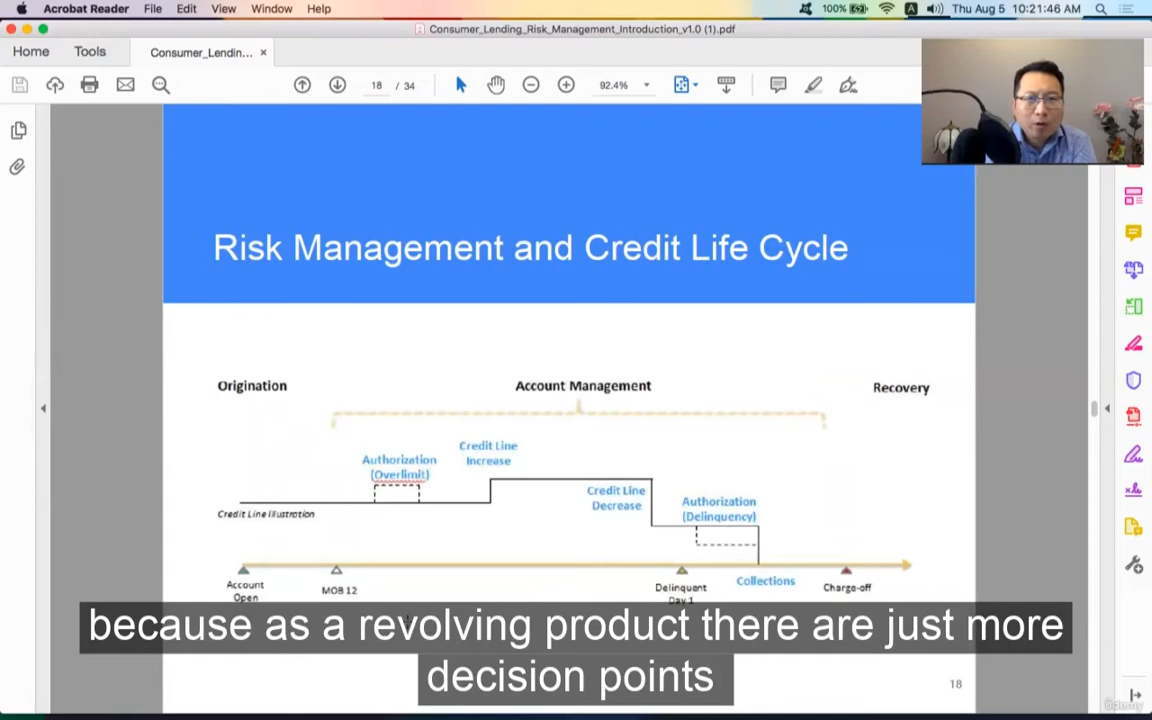 Acrobat Reader File Edit View Window Help 100% A Thu Aug 5 10:21:46 AM
Consumer_Lending_Risk_Management_Introduction_v1.0 (1).pdf
Home Tools Consumer_Lendin... ×
18 / 34 92.4%
Risk Management and Credit Life Cycle
Origination Account Management Recovery
Credit Line
Increase
Authorization
(Overlimit)
Credit Line
Decrease
Authorization
(Delinquency)
Credit Line Illustration
Account
Open
MOB 12
Delinquent
Day 1
Collections
Charge-off
because as a revolving product there are just more
decision points
18
ûdemy